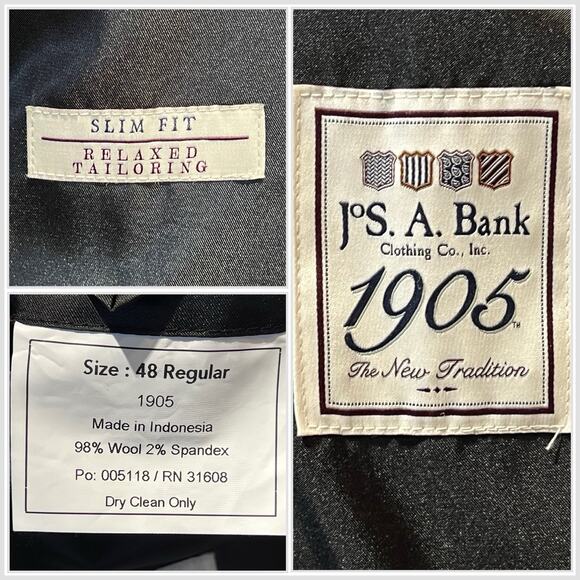 SLIM FIT
RELAXED
TAILORING
JoS. A. Bank
Clothing Co., Inc.
1905™
The New Tradition
Size : 48 Regular
1905
Made in Indonesia
98% Wool 2% Spandex
Po: 005118 / RN 31608
Dry Clean Only